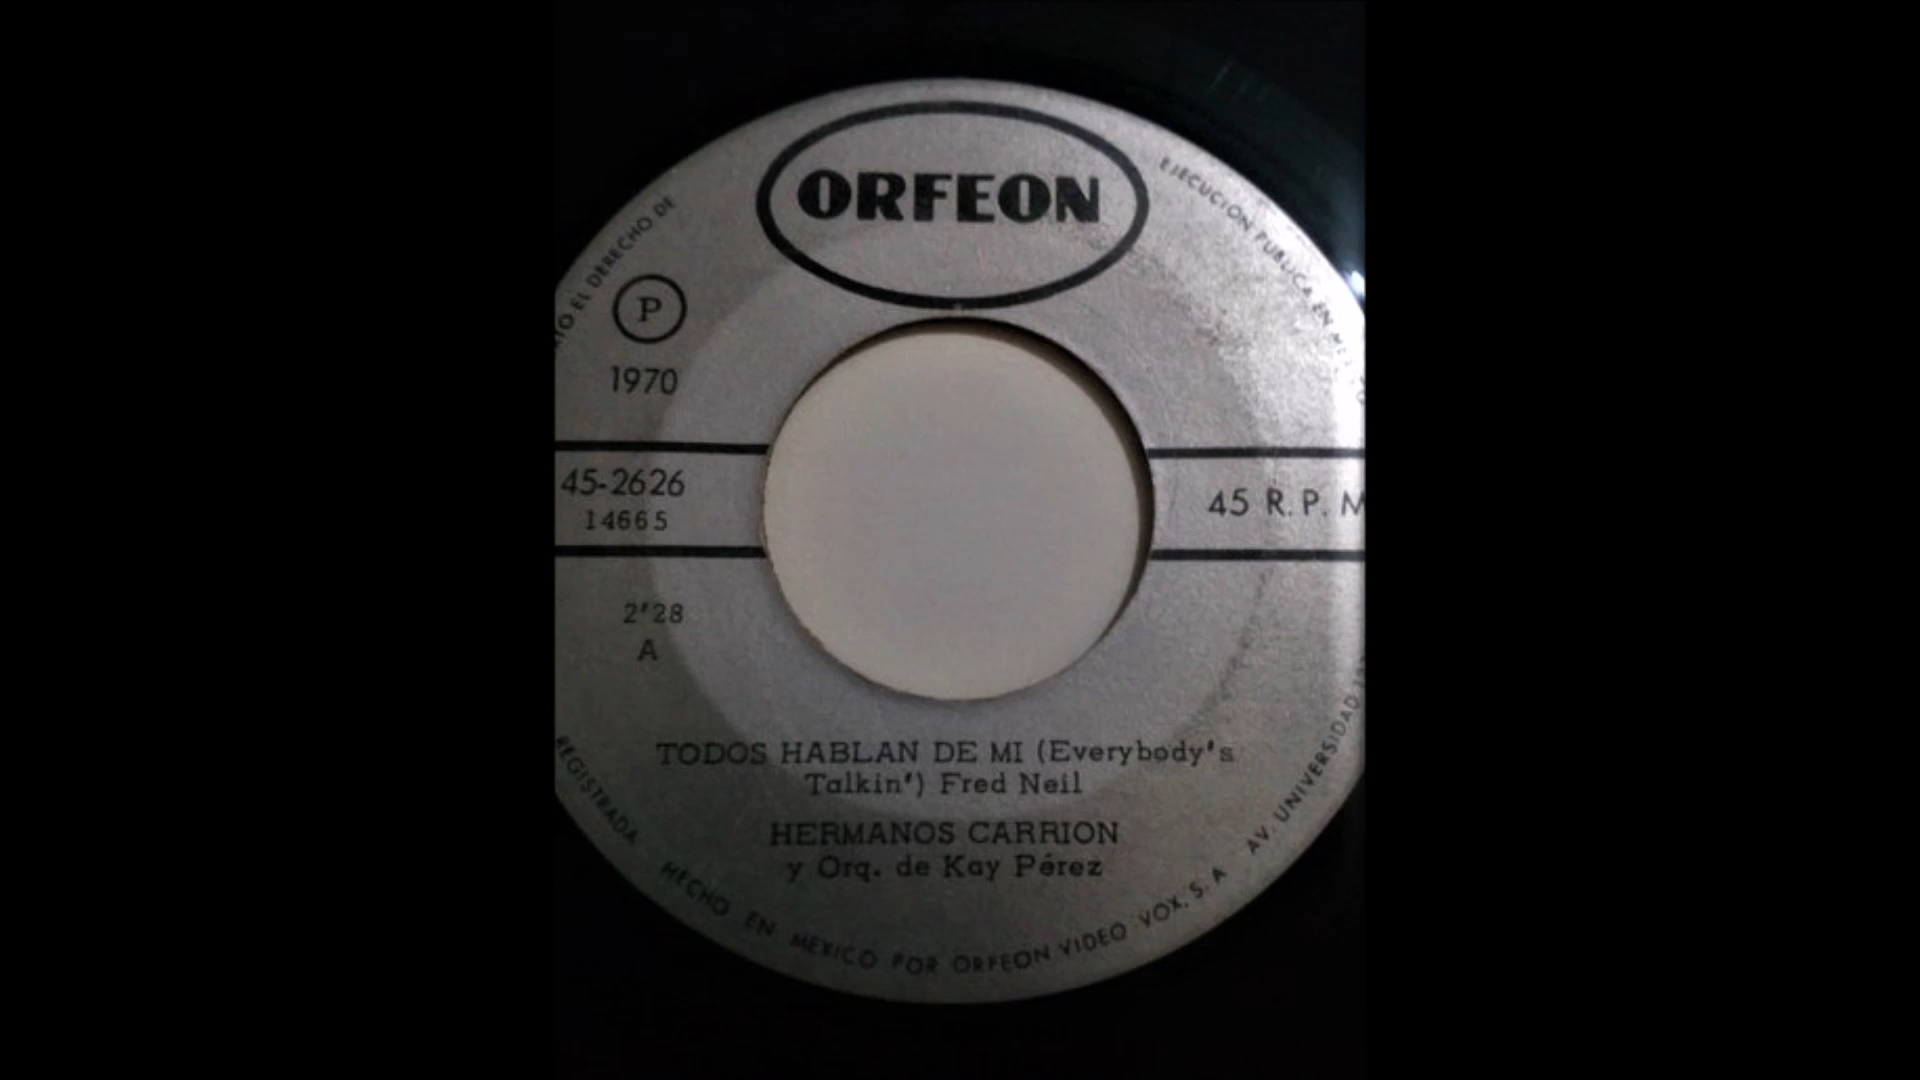 ORFEON
EL DERECHO DE
EJECUCION PUBLICA EN
P
1970
45-2626
14665
45 R. P. M
2'28
A
TODOS HABLAN DE MI (Everybody's
Talkin') Fred Neil
HERMANOS CARRION
y Orq. de Kay Pérez
REGISTRADA HECHO EN MEXICO POR ORFEON VIDEO VOX, S. A AV. UNIVERSIDAD